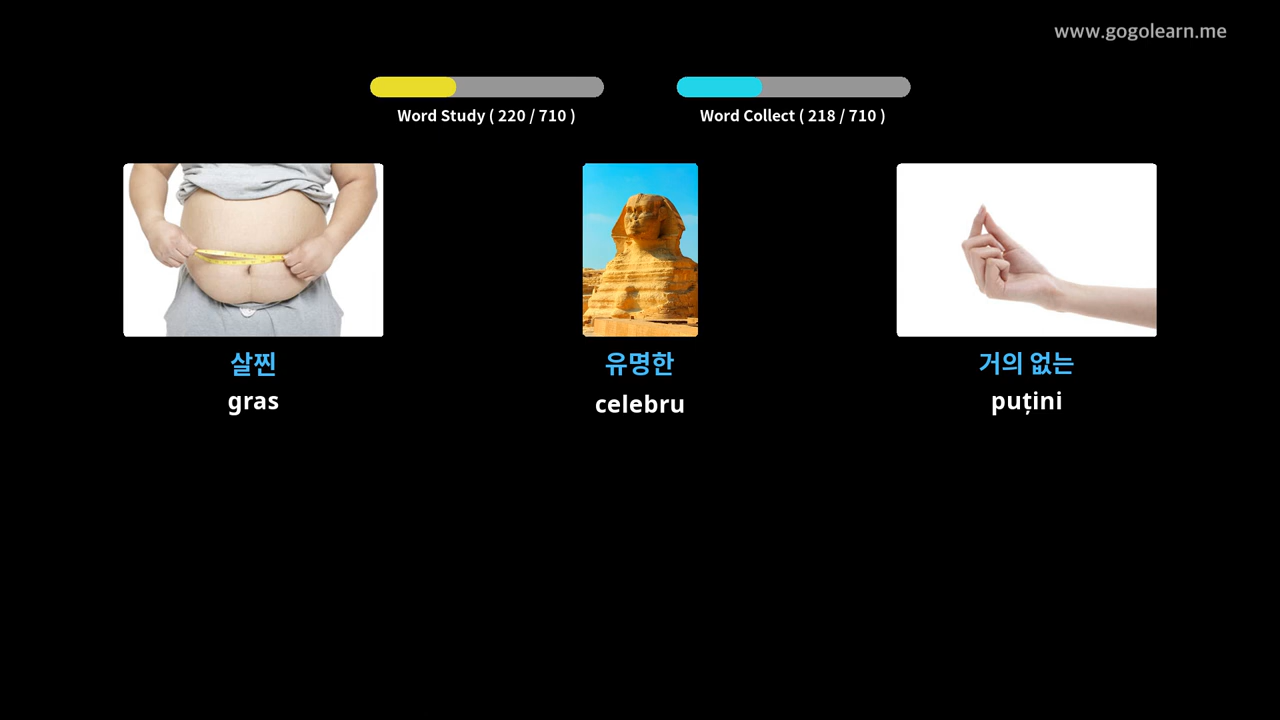 www.gogolearn.me
Word Study ( 220 / 710 )
Word Collect ( 218 / 710 )
살찐
gras
유명한
celebru
거의 없는
puțini